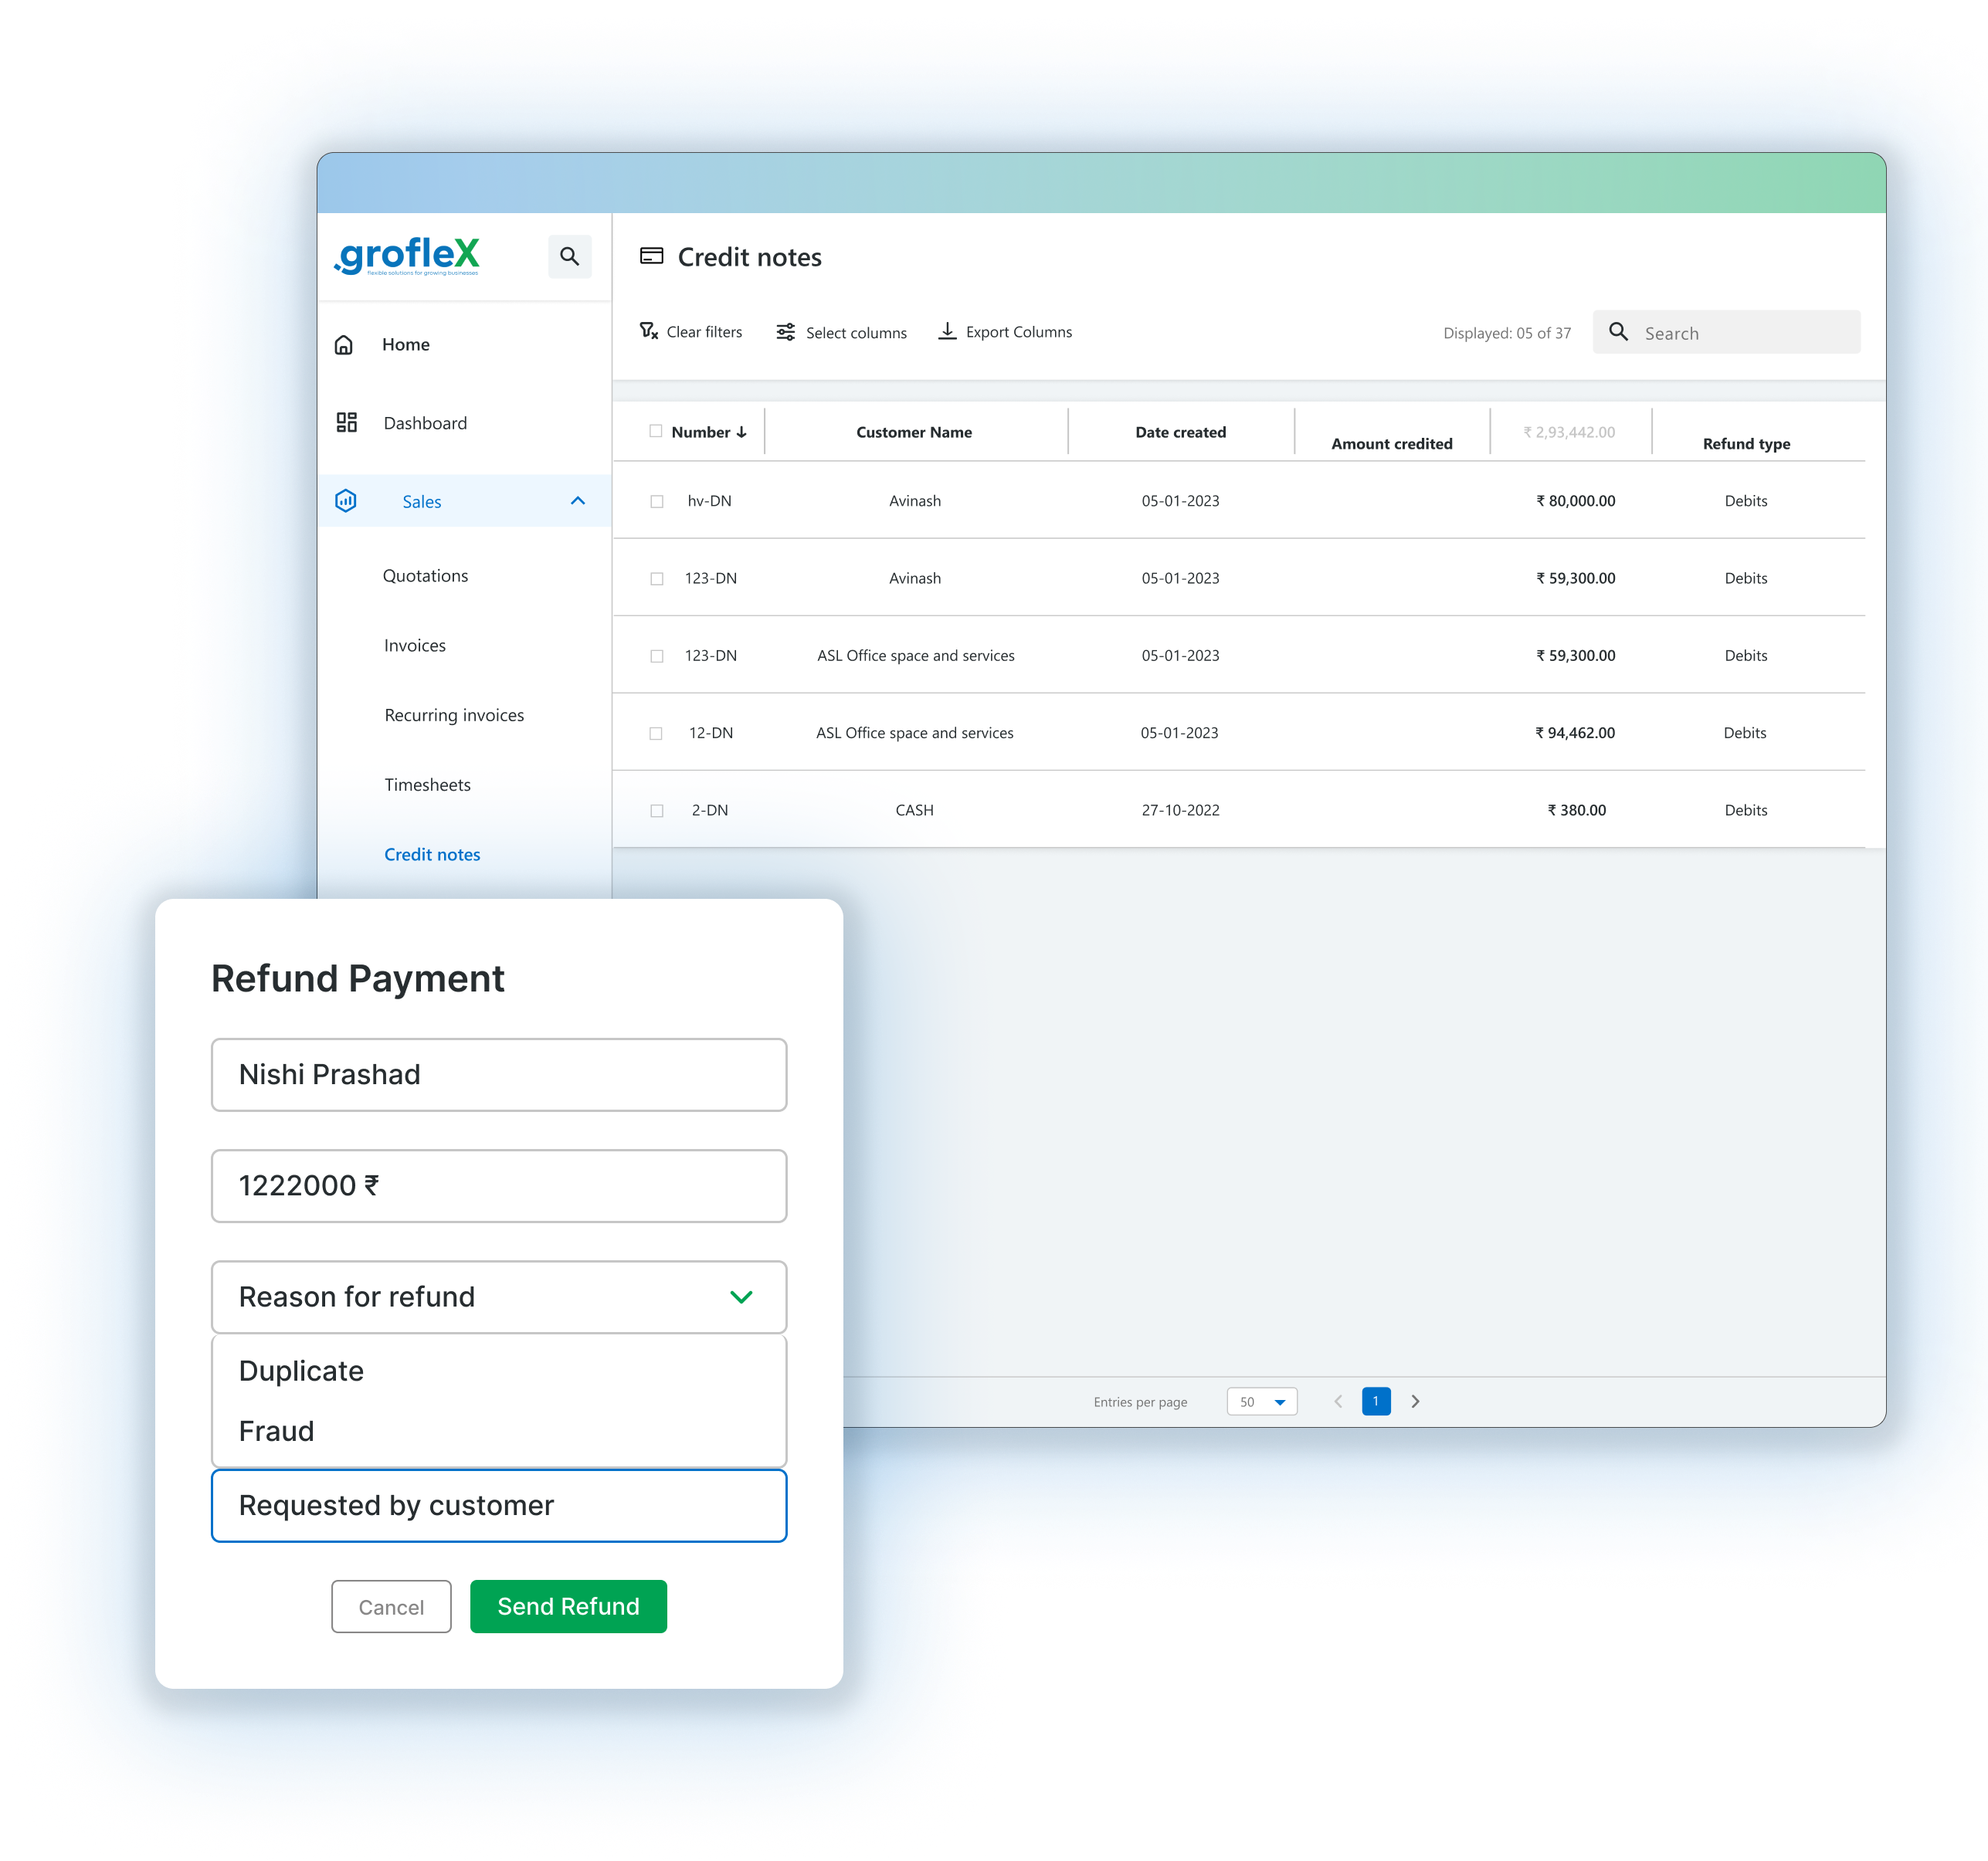 .groflex
flexible solutions for growing businesses
Home
Dashboard
Sales
Quotations
Invoices
Recurring invoices
Timesheets
Credit notes
Credit notes
Clear filters Select columns Export Columns Displayed: 05 of 37 Search
Number ↓ Customer Name Date created Amount credited ₹ 2,93,442.00 Refund type
hv-DN Avinash 05-01-2023 ₹ 80,000.00 Debits
123-DN Avinash 05-01-2023 ₹ 59,300.00 Debits
123-DN ASL Office space and services 05-01-2023 ₹ 59,300.00 Debits
12-DN ASL Office space and services 05-01-2023 ₹ 94,462.00 Debits
2-DN CASH 27-10-2022 ₹ 380.00 Debits
Entries per page 50 1
Refund Payment
Nishi Prashad
1222000 ₹
Reason for refund
Duplicate
Fraud
Requested by customer
Cancel Send Refund